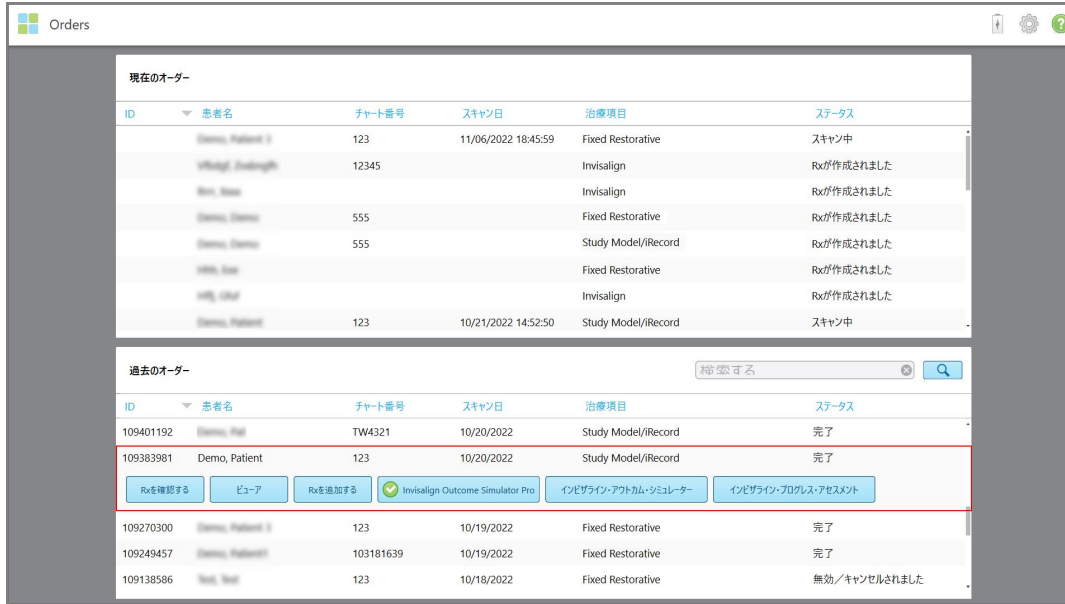 Orders
現在のオーダー
ID 患者名 チャート番号 スキャン日 治療項目 ステータス
123 11/06/2022 18:45:59 Fixed Restorative スキャン中
12345 Invisalign Rxが作成されました
Invisalign Rxが作成されました
555 Fixed Restorative Rxが作成されました
555 Study Model/iRecord Rxが作成されました
Fixed Restorative Rxが作成されました
Invisalign Rxが作成されました
123 10/21/2022 14:52:50 Study Model/iRecord スキャン中
過去のオーダー 検索する
ID 患者名 チャート番号 スキャン日 治療項目 ステータス
109401192 TW4321 10/20/2022 Study Model/iRecord 完了
109383981 Demo, Patient 123 10/20/2022 Study Model/iRecord 完了
Rxを確認する ビューア Rxを追加する Invisalign Outcome Simulator Pro インビザライン・アウトカム・シミュレーター インビザライン・プログレス・アセスメント
109270300 123 10/19/2022 Fixed Restorative 完了
109249457 103181639 10/19/2022 Fixed Restorative 完了
109138586 123 10/18/2022 Fixed Restorative 無効／キャンセルされました